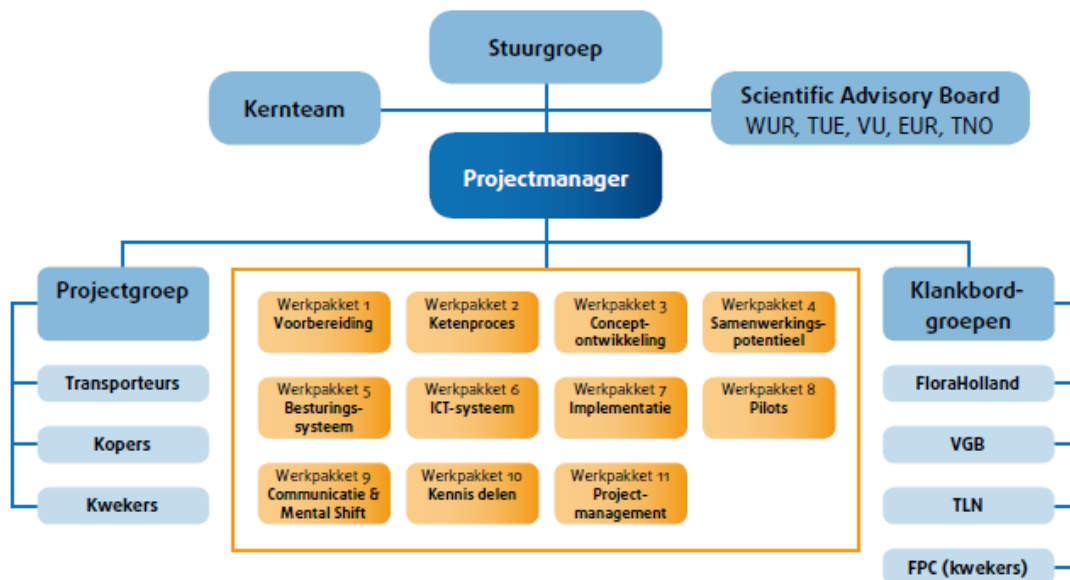 Stuurgroep
Kernteam
Scientific Advisory Board
WUR, TUE, VU, EUR, TNO
Projectmanager
Projectgroep
Transporteurs
Kopers
Kwekers
Werkpakket 1
Voorbereiding
Werkpakket 2
Ketenproces
Werkpakket 3
Concept-
ontwikkeling
Werkpakket 4
Samenwerkings-
potentieel
Werkpakket 5
Besturings-
systeem
Werkpakket 6
ICT-systeem
Werkpakket 7
Implementatie
Werkpakket 8
Pilots
Werkpakket 9
Communicatie &
Mental Shift
Werkpakket 10
Kennis delen
Werkpakket 11
Project-
management
Klankbord-
groepen
FloraHolland
VGB
TLN
FPC (kwekers)